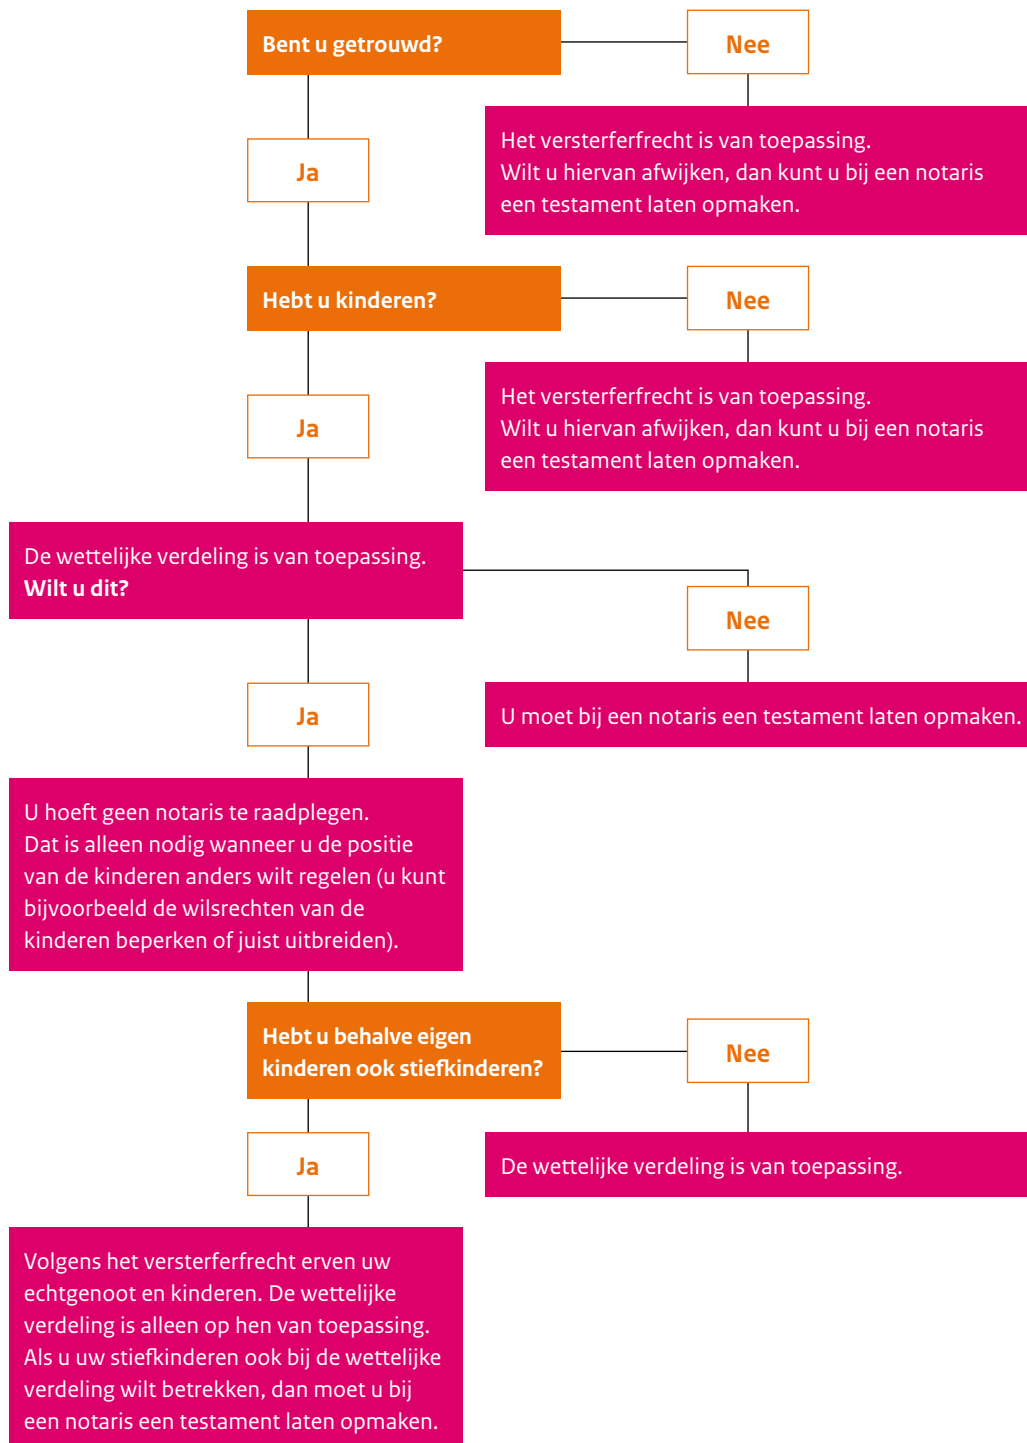 Bent u getrouwd?
Nee
Het versterferfrecht is van toepassing.
Wilt u hiervan afwijken, dan kunt u bij een notaris
een testament laten opmaken.
Ja
Hebt u kinderen?
Nee
Het versterferfrecht is van toepassing.
Wilt u hiervan afwijken, dan kunt u bij een notaris
een testament laten opmaken.
Ja
De wettelijke verdeling is van toepassing.
Wilt u dit?
Nee
U moet bij een notaris een testament laten opmaken.
Ja
U hoeft geen notaris te raadplegen.
Dat is alleen nodig wanneer u de positie
van de kinderen anders wilt regelen (u kunt
bijvoorbeeld de wilsrechten van de
kinderen beperken of juist uitbreiden).
Hebt u behalve eigen
kinderen ook stiefkinderen?
Nee
De wettelijke verdeling is van toepassing.
Ja
Volgens het versterferfrecht erven uw
echtgenoot en kinderen. De wettelijke
verdeling is alleen op hen van toepassing.
Als u uw stiefkinderen ook bij de wettelijke
verdeling wilt betrekken, dan moet u bij
een notaris een testament laten opmaken.